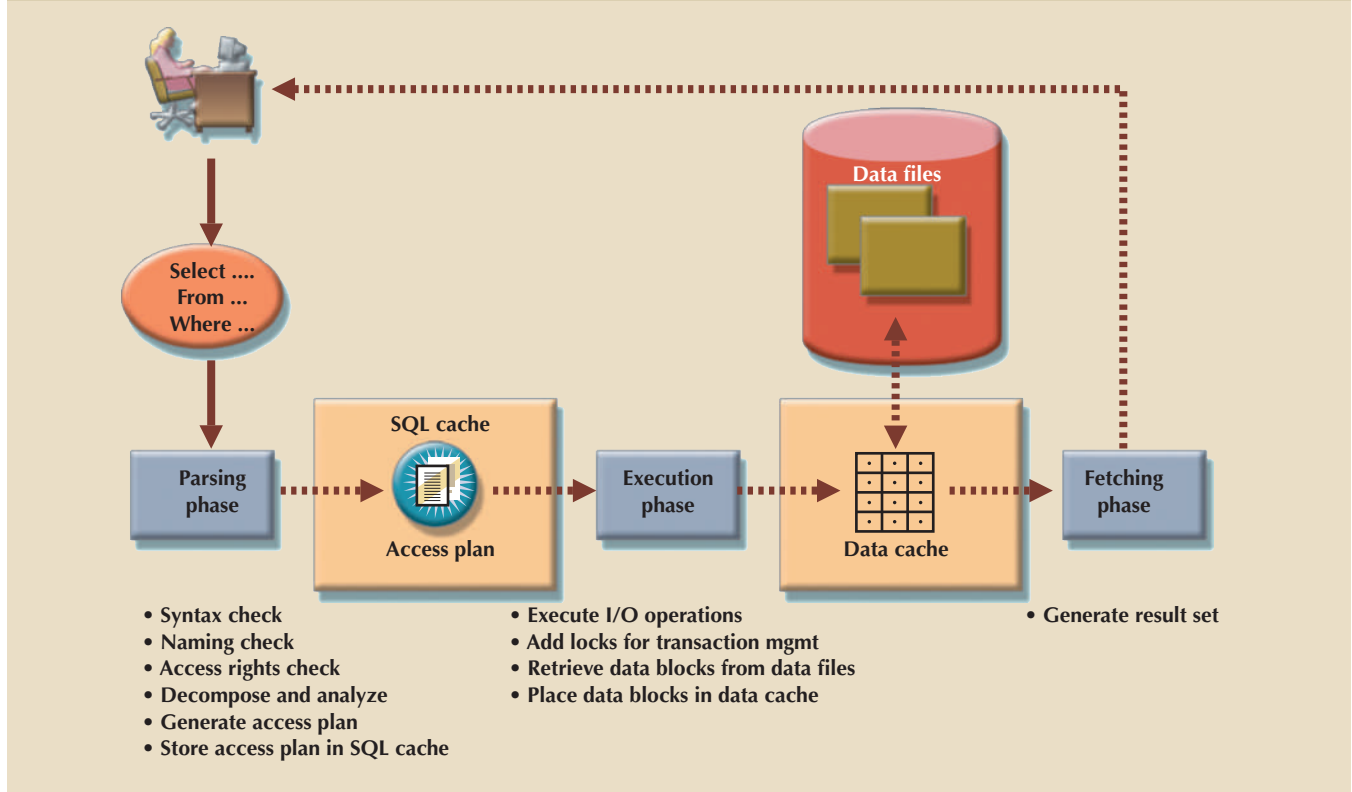 Data files
Select ....
From ...
Where ...
SQL cache
Parsing
phase
Access plan
Execution
phase
Data cache
Fetching
phase
• Syntax check
• Naming check
• Access rights check
• Decompose and analyze
• Generate access plan
• Store access plan in SQL cache
• Execute I/O operations
• Add locks for transaction mgmt
• Retrieve data blocks from data files
• Place data blocks in data cache
• Generate result set